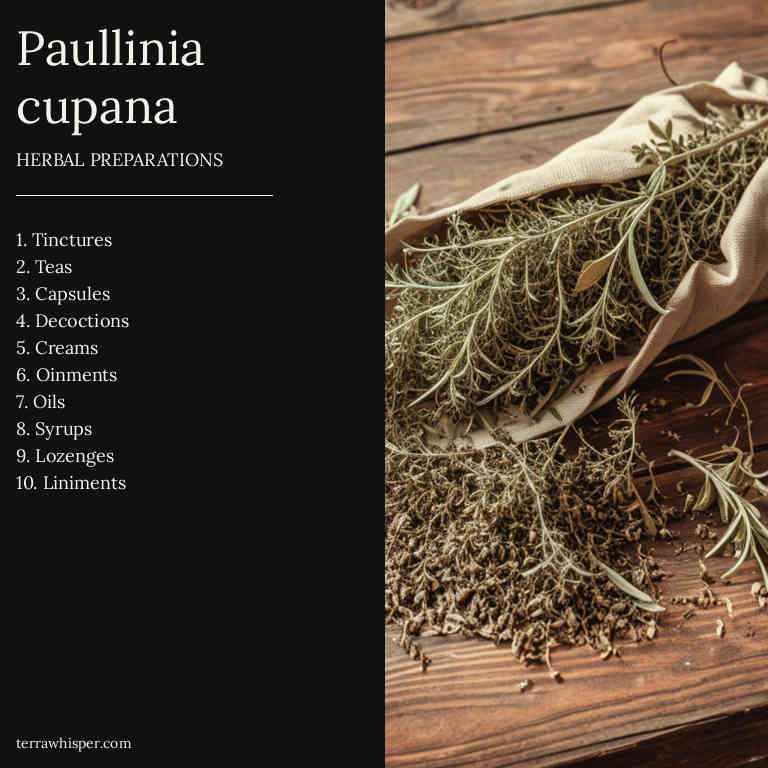 Paullinia
cupana
HERBAL PREPARATIONS
1. Tinctures
2. Teas
3. Capsules
4. Decoctions
5. Creams
6. Oinments
7. Oils
8. Syrups
9. Lozenges
10. Liniments
terrawhisper.com